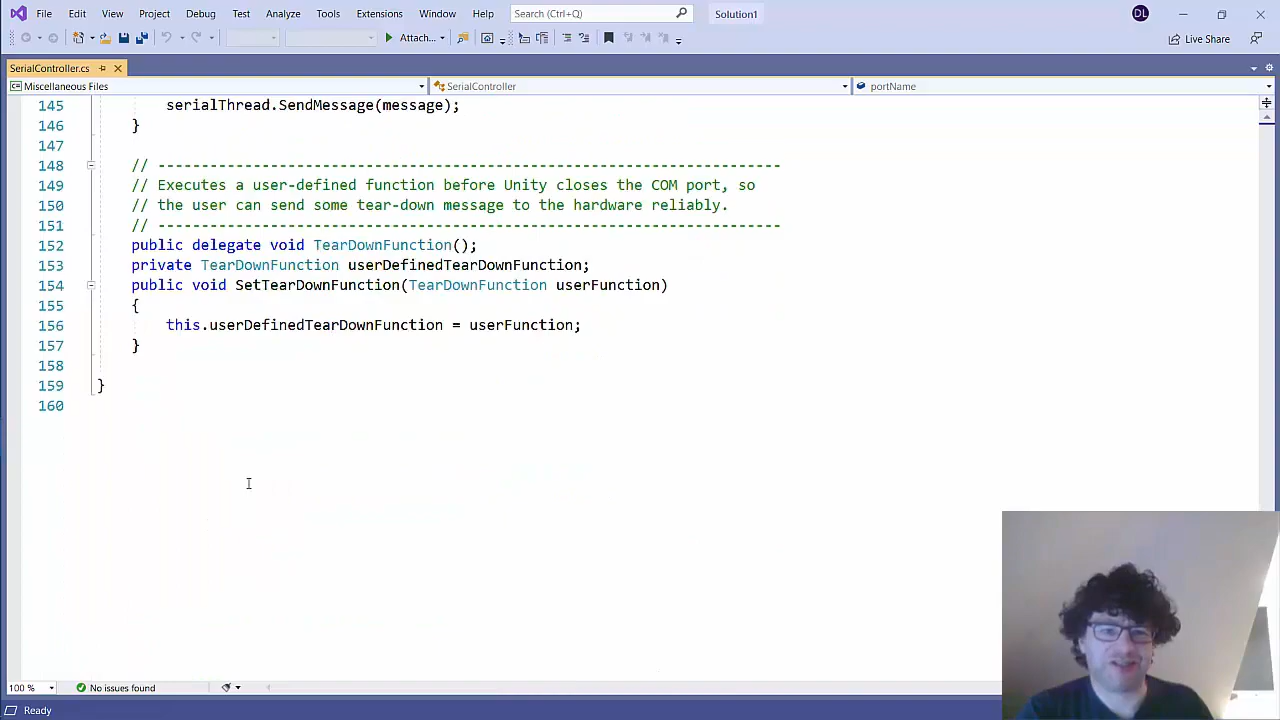 File Edit View Git Project Build Debug Test Analyze Tools Extensions Window Help Search (Ctrl+Q) Solution1 DL
Attach... Live Share
SerialController.cs
Miscellaneous Files SerialController portName
145 serialThread.SendMessage(message);
146 }
147
148 // ------------------------------------------------------------------------
149 // Executes a user-defined function before Unity closes the COM port, so
150 // the user can send some tear-down message to the hardware reliably.
151 // ------------------------------------------------------------------------
152 public delegate void TearDownFunction();
153 private TearDownFunction userDefinedTearDownFunction;
154 public void SetTearDownFunction(TearDownFunction userFunction)
155 {
156 this.userDefinedTearDownFunction = userFunction;
157 }
158
159 }
160
100 % No issues found
Ready